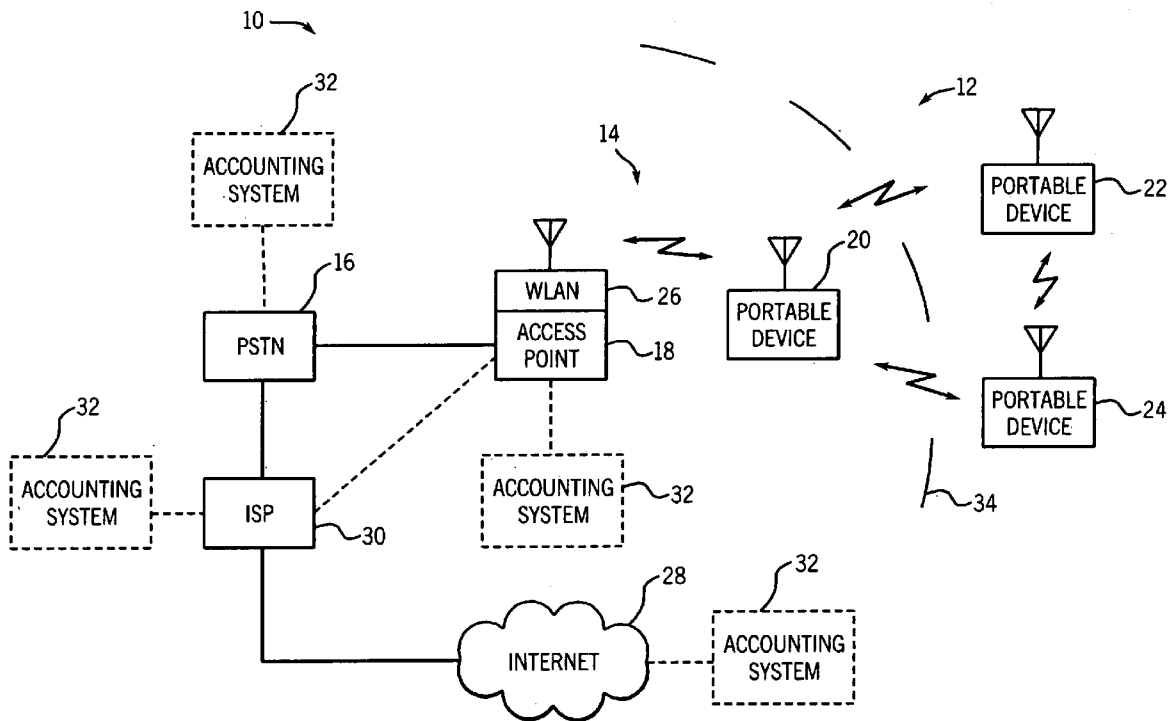 10
32
ACCOUNTING
SYSTEM
12
14
PORTABLE
DEVICE
22
16
20
WLAN
26
PORTABLE
DEVICE
PSTN
ACCESS
POINT
18
PORTABLE
DEVICE
24
32
ACCOUNTING
SYSTEM
ISP
30
ACCOUNTING
SYSTEM
32
34
28
32
INTERNET
ACCOUNTING
SYSTEM